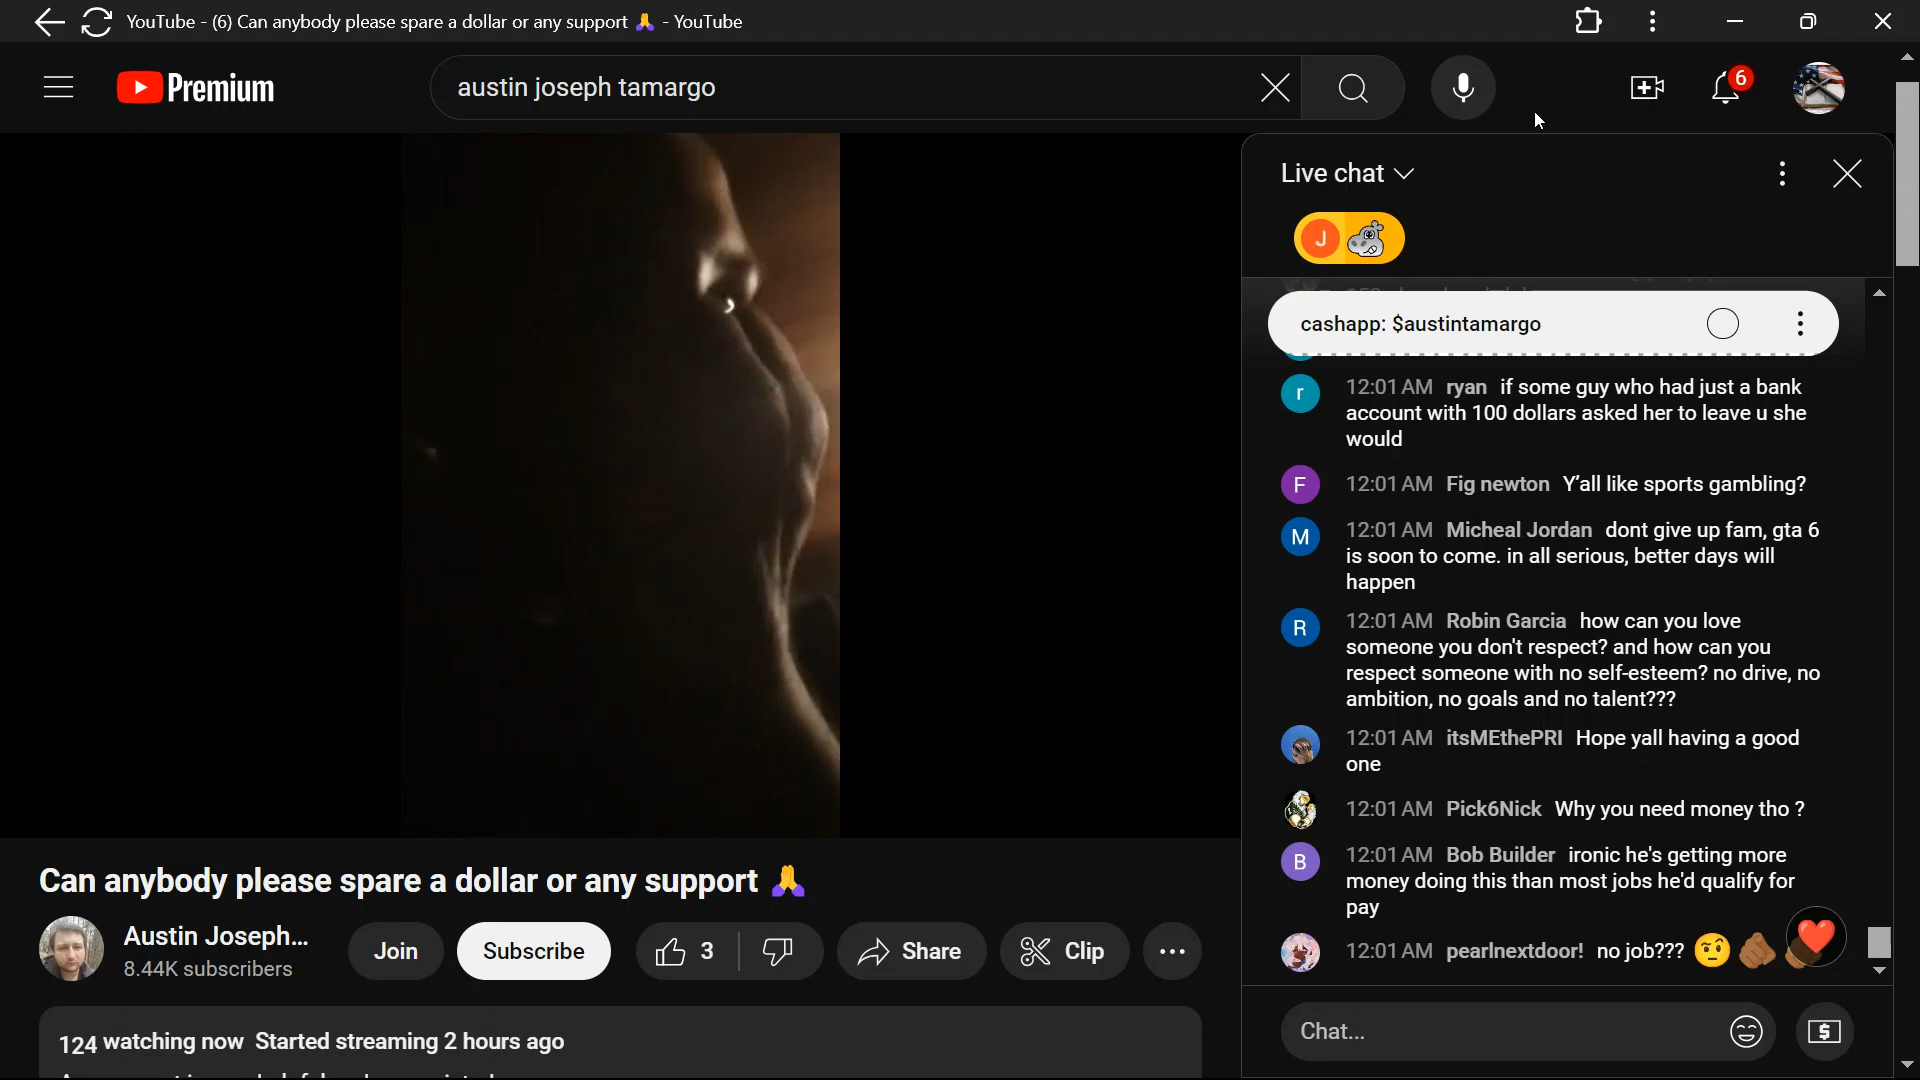 YouTube - (6) Can anybody please spare a dollar or any support 🙏 - YouTube
Premium
austin joseph tamargo
6
Live chat
J
cashapp: $austintamargo
r
12:01 AM ryan if some guy who had just a bank
account with 100 dollars asked her to leave u she
would
F
12:01 AM Fig newton Y'all like sports gambling?
M
12:01 AM Micheal Jordan dont give up fam, gta 6
is soon to come. in all serious, better days will
happen
R
12:01 AM Robin Garcia how can you love
someone you don't respect? and how can you
respect someone with no self-esteem? no drive, no
ambition, no goals and no talent???
12:01 AM itsMEthePRI Hope yall having a good
one
12:01 AM Pick6Nick Why you need money tho ?
B
12:01 AM Bob Builder ironic he's getting more
money doing this than most jobs he'd qualify for
pay
12:01 AM pearlnextdoor! no job??? 🤨
Chat...
Can anybody please spare a dollar or any support 🙏
Austin Joseph...
8.44K subscribers
Join
Subscribe
3
Share
Clip
124 watching now Started streaming 2 hours ago